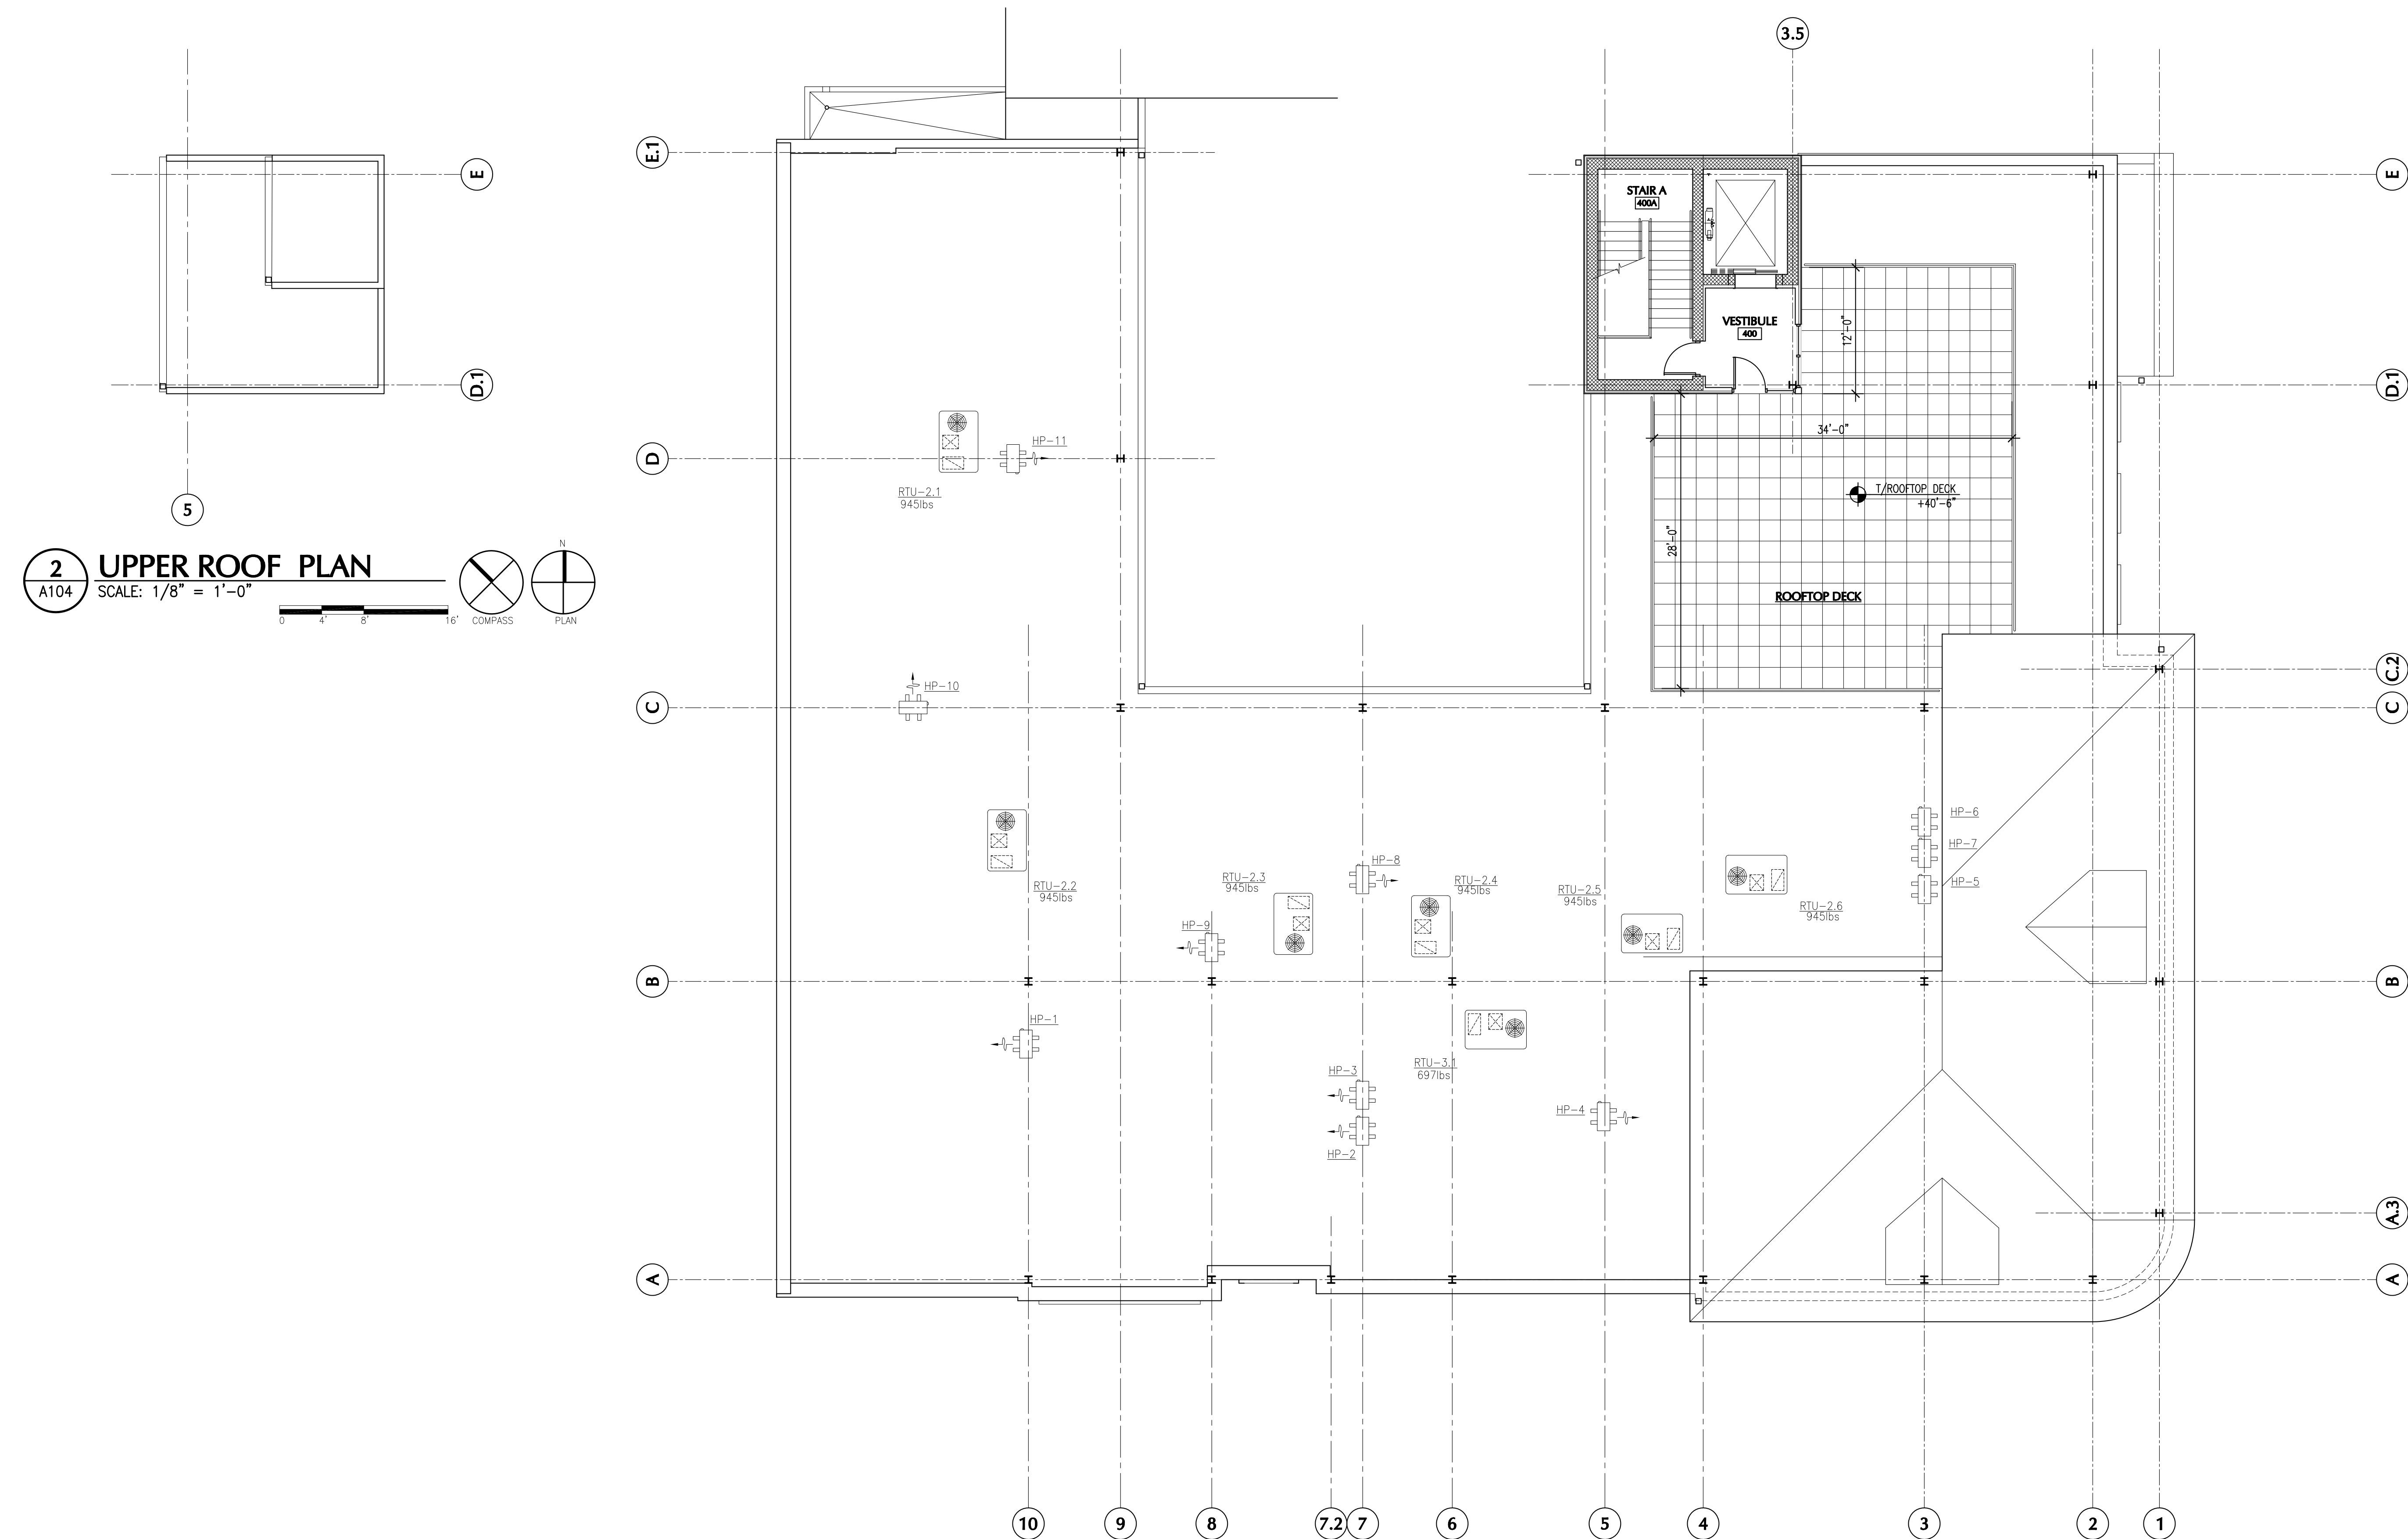 3.5
E.1
E
E
STAIR A
400A
VESTIBULE
400
12'-0"
D.1
D.1
34'-0"
HP-11
D
RTU-2.1
945lbs
T/ROOFTOP DECK
+40'-6"
5
28'-0"
2
A104
UPPER ROOF PLAN
SCALE: 1/8" = 1'-0"
0 4' 8' 16'
COMPASS
N
PLAN
ROOFTOP DECK
C.2
HP-10
C
C
HP-6
HP-7
HP-8
HP-5
RTU-2.2
945lbs
RTU-2.3
945lbs
RTU-2.4
945lbs
RTU-2.5
945lbs
RTU-2.6
945lbs
HP-9
B
B
HP-1
HP-3
RTU-3.1
697lbs
HP-4
HP-2
A.3
A
A
10
9
8
7.2
7
6
5
4
3
2
1